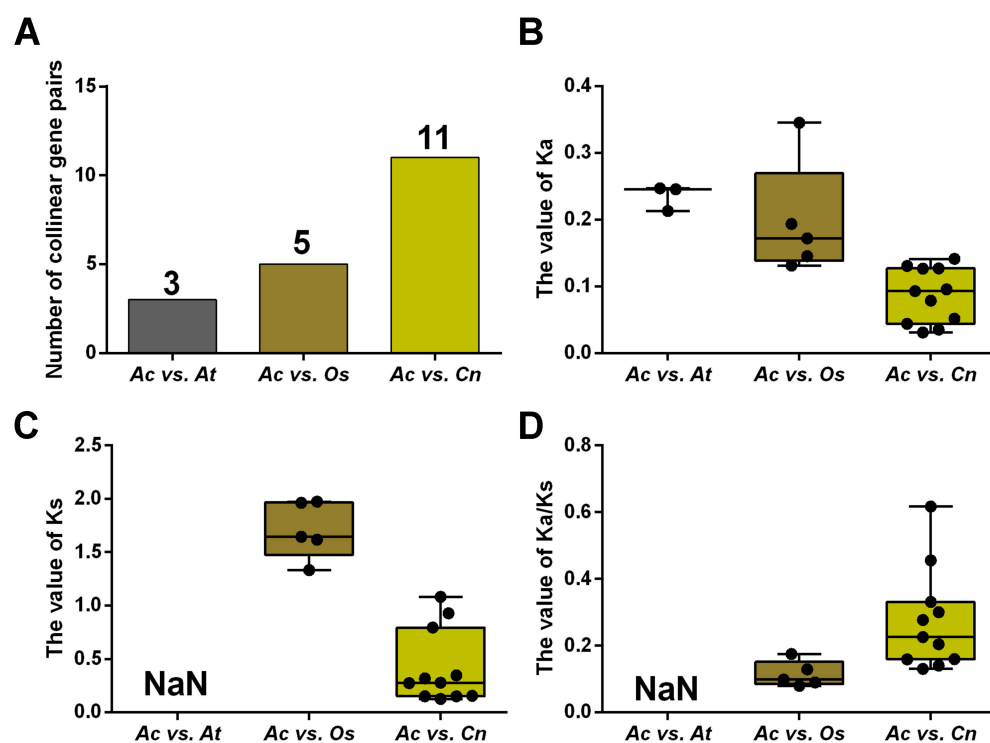 A
Number of collinear gene pairs
15
10
5
0
3
5
11
Ac vs. At
Ac vs. Os
Ac vs. Cn
B
The value of Ka
0.4
0.3
0.2
0.1
0.0
Ac vs. At
Ac vs. Os
Ac vs. Cn
C
The value of Ks
2.5
2.0
1.5
1.0
0.5
0.0
NaN
Ac vs. At
Ac vs. Os
Ac vs. Cn
D
The value of Ka/Ks
0.8
0.6
0.4
0.2
0.0
NaN
Ac vs. At
Ac vs. Os
Ac vs. Cn